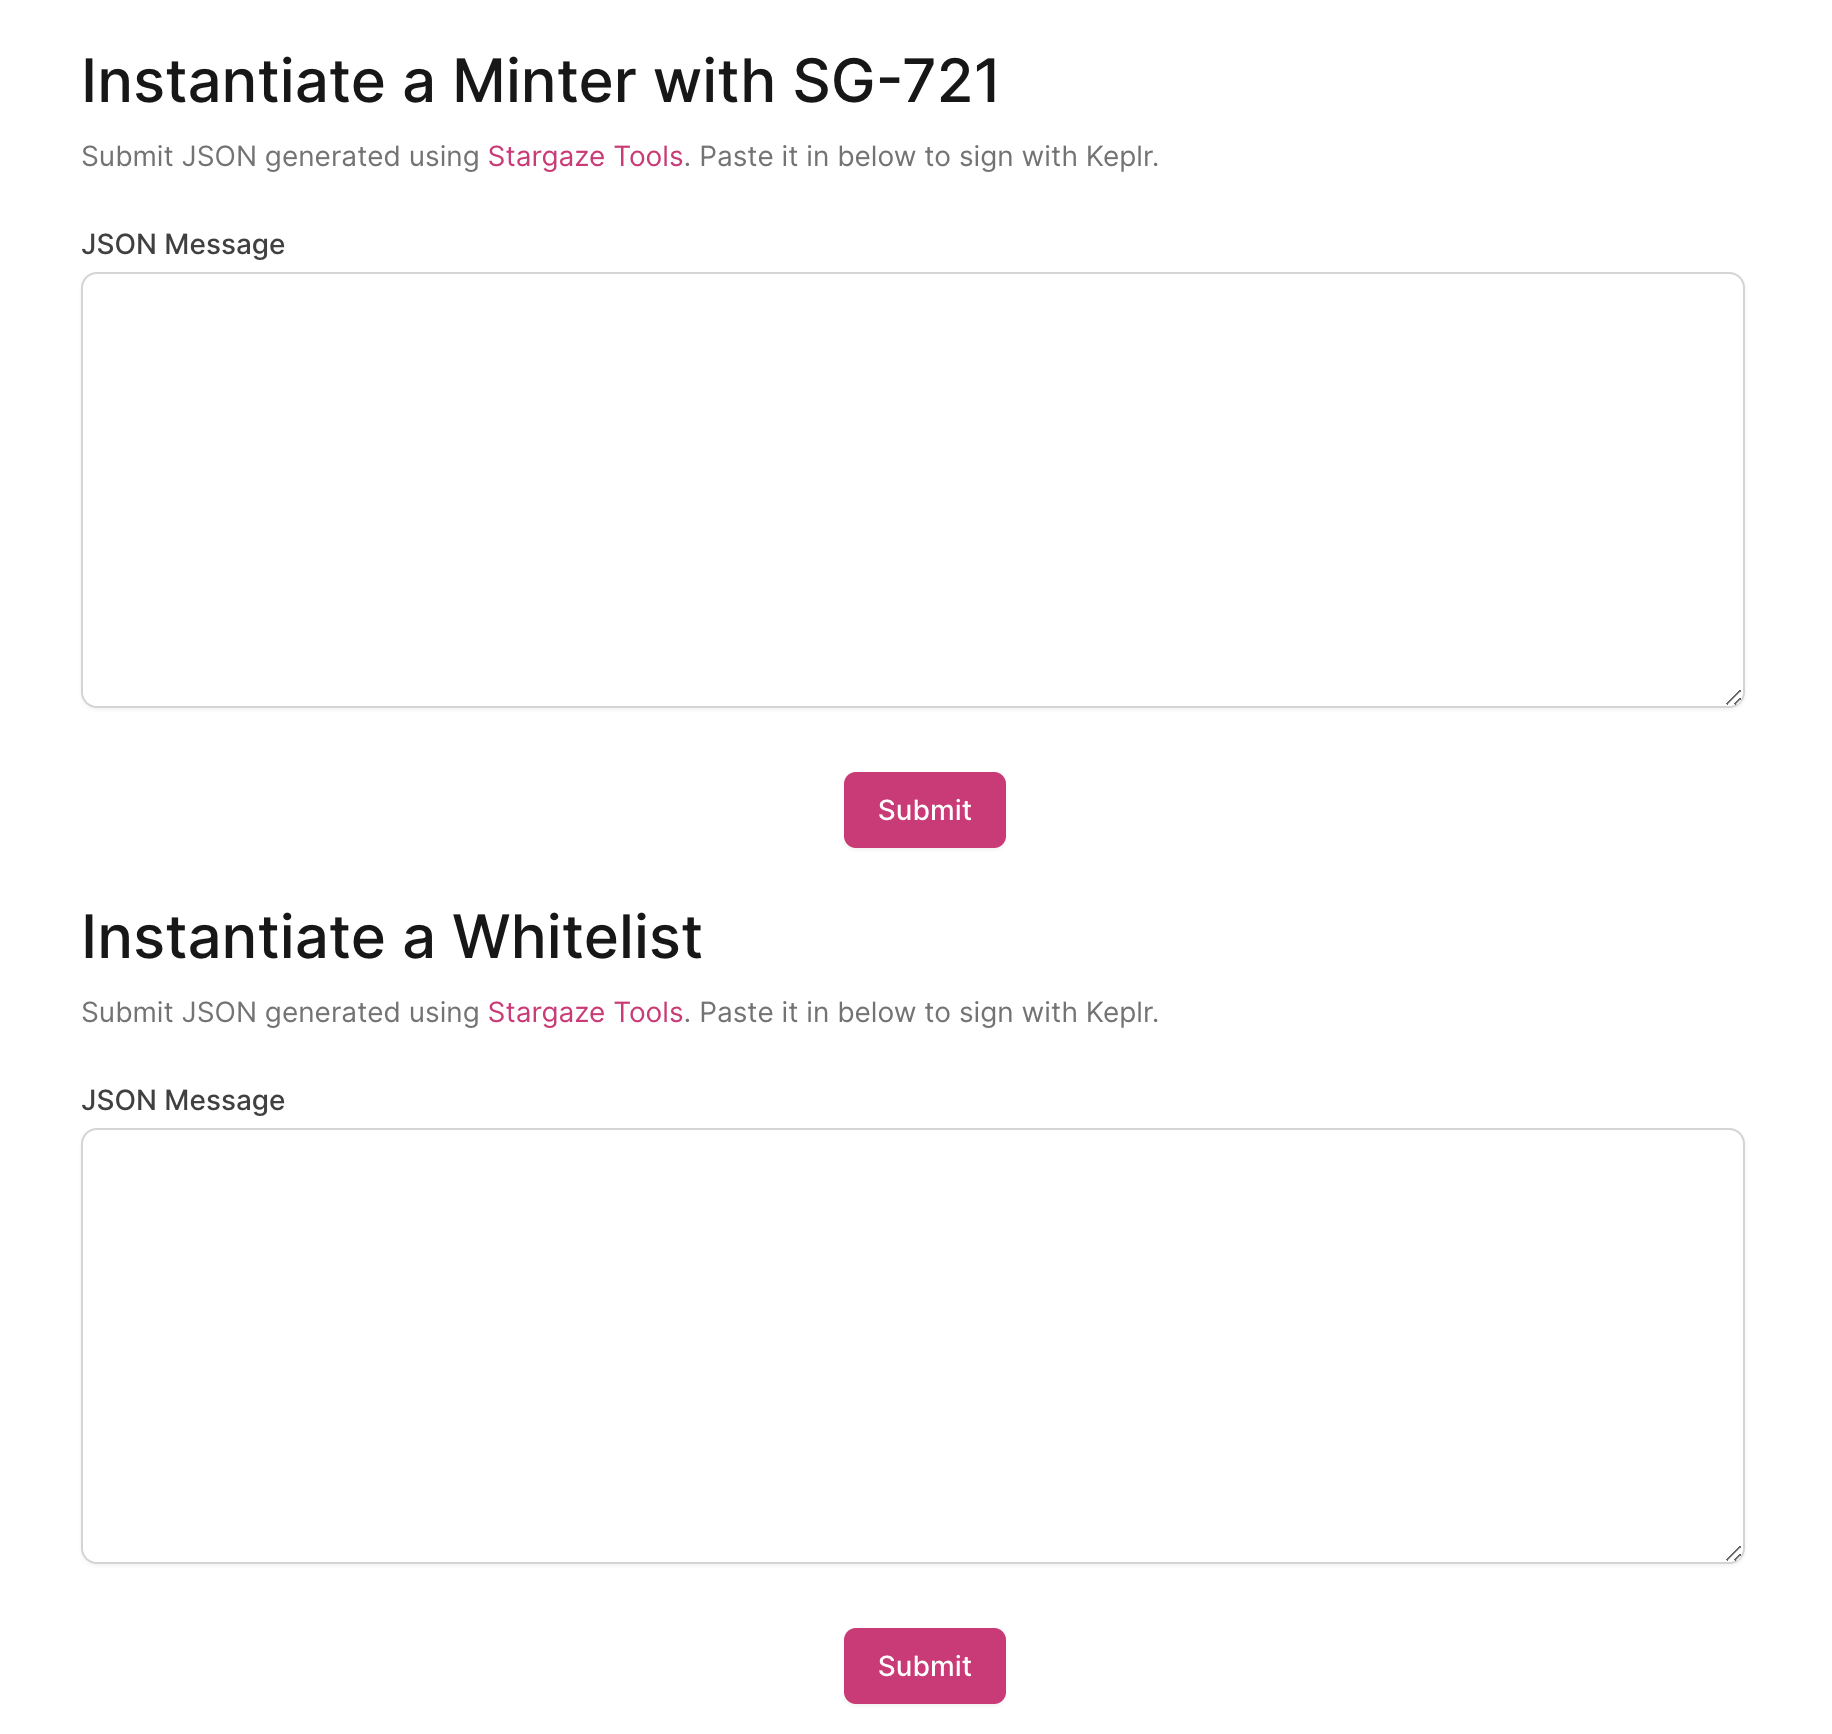 Instantiate a Minter with SG-721
Submit JSON generated using Stargaze Tools. Paste it in below to sign with Keplr.
JSON Message
Submit
Instantiate a Whitelist
Submit JSON generated using Stargaze Tools. Paste it in below to sign with Keplr.
JSON Message
Submit